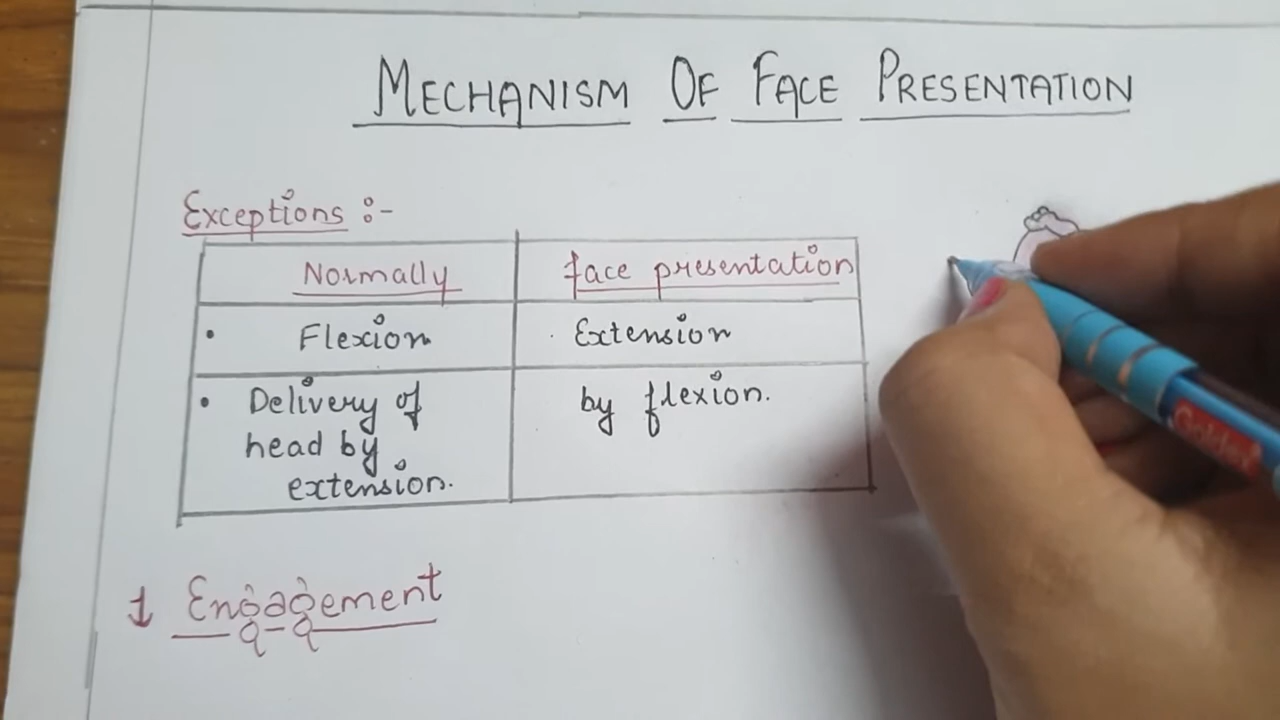 MECHANISM OF FACE PRESENTATION
Exceptions :-
Normally
face presentation
• Flexion
. Extension
• Delivery of
head by
extension.
by flexion.
1 Engagement